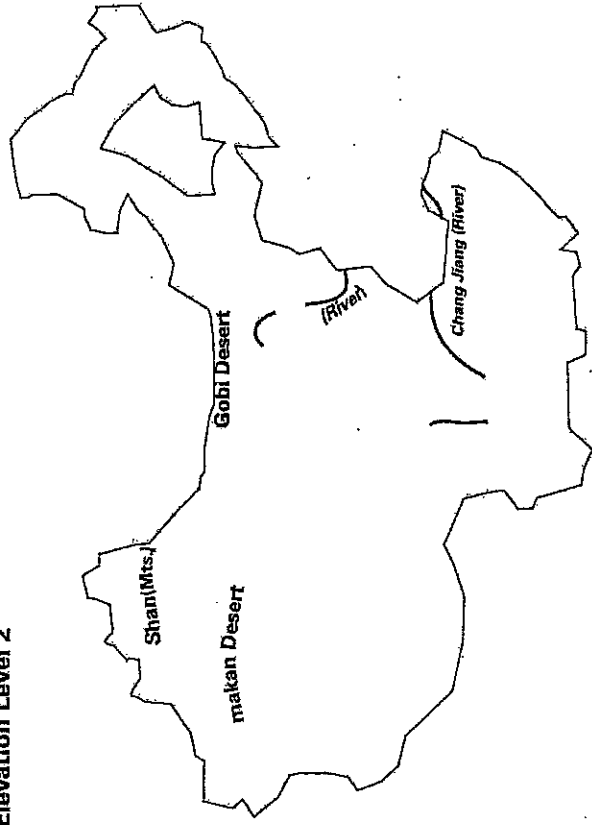 Elevation Level 2
Shan(Mts.)
makan Desert
Gobi Desert
(River)
Chang Jiang (River)